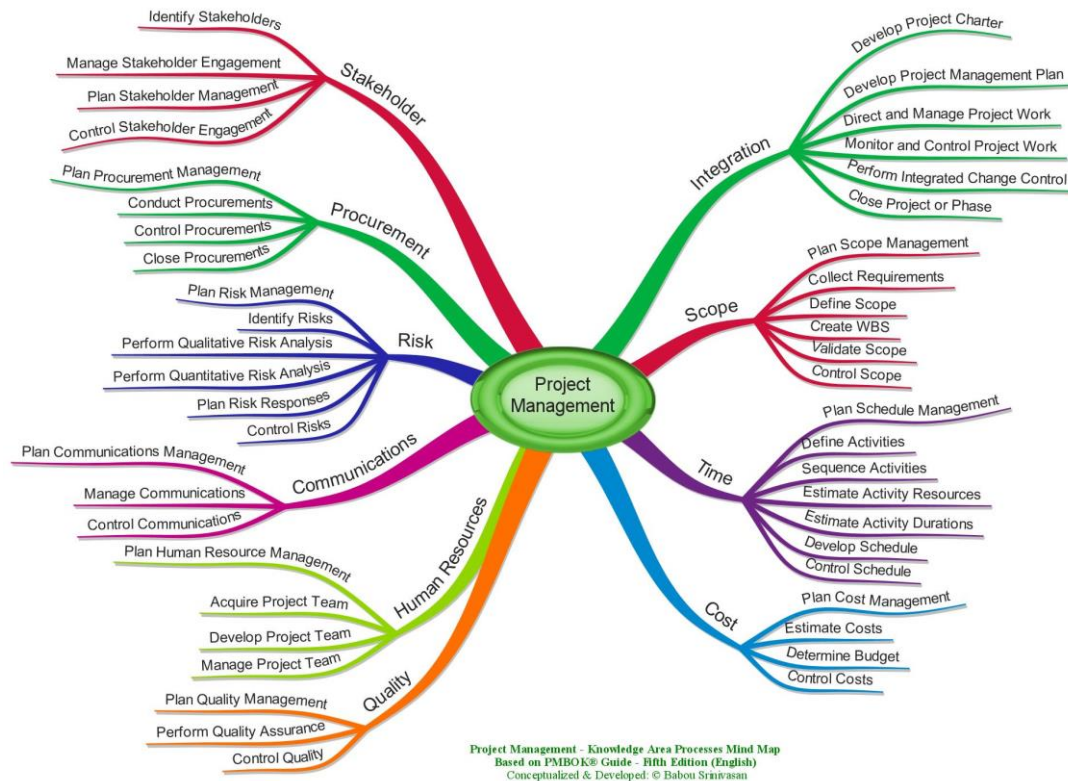 Project
Management
Integration
Develop Project Charter
Develop Project Management Plan
Direct and Manage Project Work
Monitor and Control Project Work
Perform Integrated Change Control
Close Project or Phase
Scope
Plan Scope Management
Collect Requirements
Define Scope
Create WBS
Validate Scope
Control Scope
Time
Plan Schedule Management
Define Activities
Sequence Activities
Estimate Activity Resources
Estimate Activity Durations
Develop Schedule
Control Schedule
Cost
Plan Cost Management
Estimate Costs
Determine Budget
Control Costs
Quality
Plan Quality Management
Perform Quality Assurance
Control Quality
Human Resources
Plan Human Resource Management
Acquire Project Team
Develop Project Team
Manage Project Team
Communications
Plan Communications Management
Manage Communications
Control Communications
Risk
Plan Risk Management
Identify Risks
Perform Qualitative Risk Analysis
Perform Quantitative Risk Analysis
Plan Risk Responses
Control Risks
Procurement
Plan Procurement Management
Conduct Procurements
Control Procurements
Close Procurements
Stakeholder
Identify Stakeholders
Manage Stakeholder Engagement
Plan Stakeholder Management
Control Stakeholder Engagement
Project Management - Knowledge Area Processes Mind Map
Based on PMBOK® Guide - Fifth Edition (English)
Conceptualized & Developed: © Babou Srinivasan